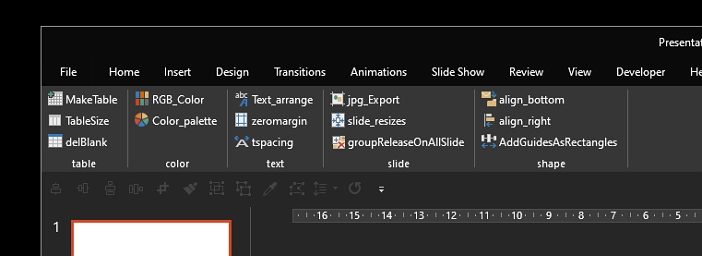 Presentat
File Home Insert Design Transitions Animations Slide Show Review View Developer He
MakeTable RGB_Color abc Text_arrange jpg_Export align_bottom
TableSize Color_palette zeromargin slide_resizes align_right
delBlank tspacing groupReleaseOnAllSlide AddGuidesAsRectangles
table color text slide shape
16 15 14 13 12 11 10 9 8 7 6 5
1